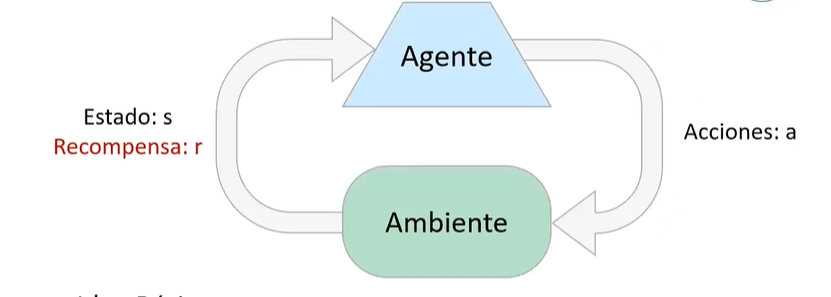 Agente
Estado: s
Recompensa: r
Acciones: a
Ambiente